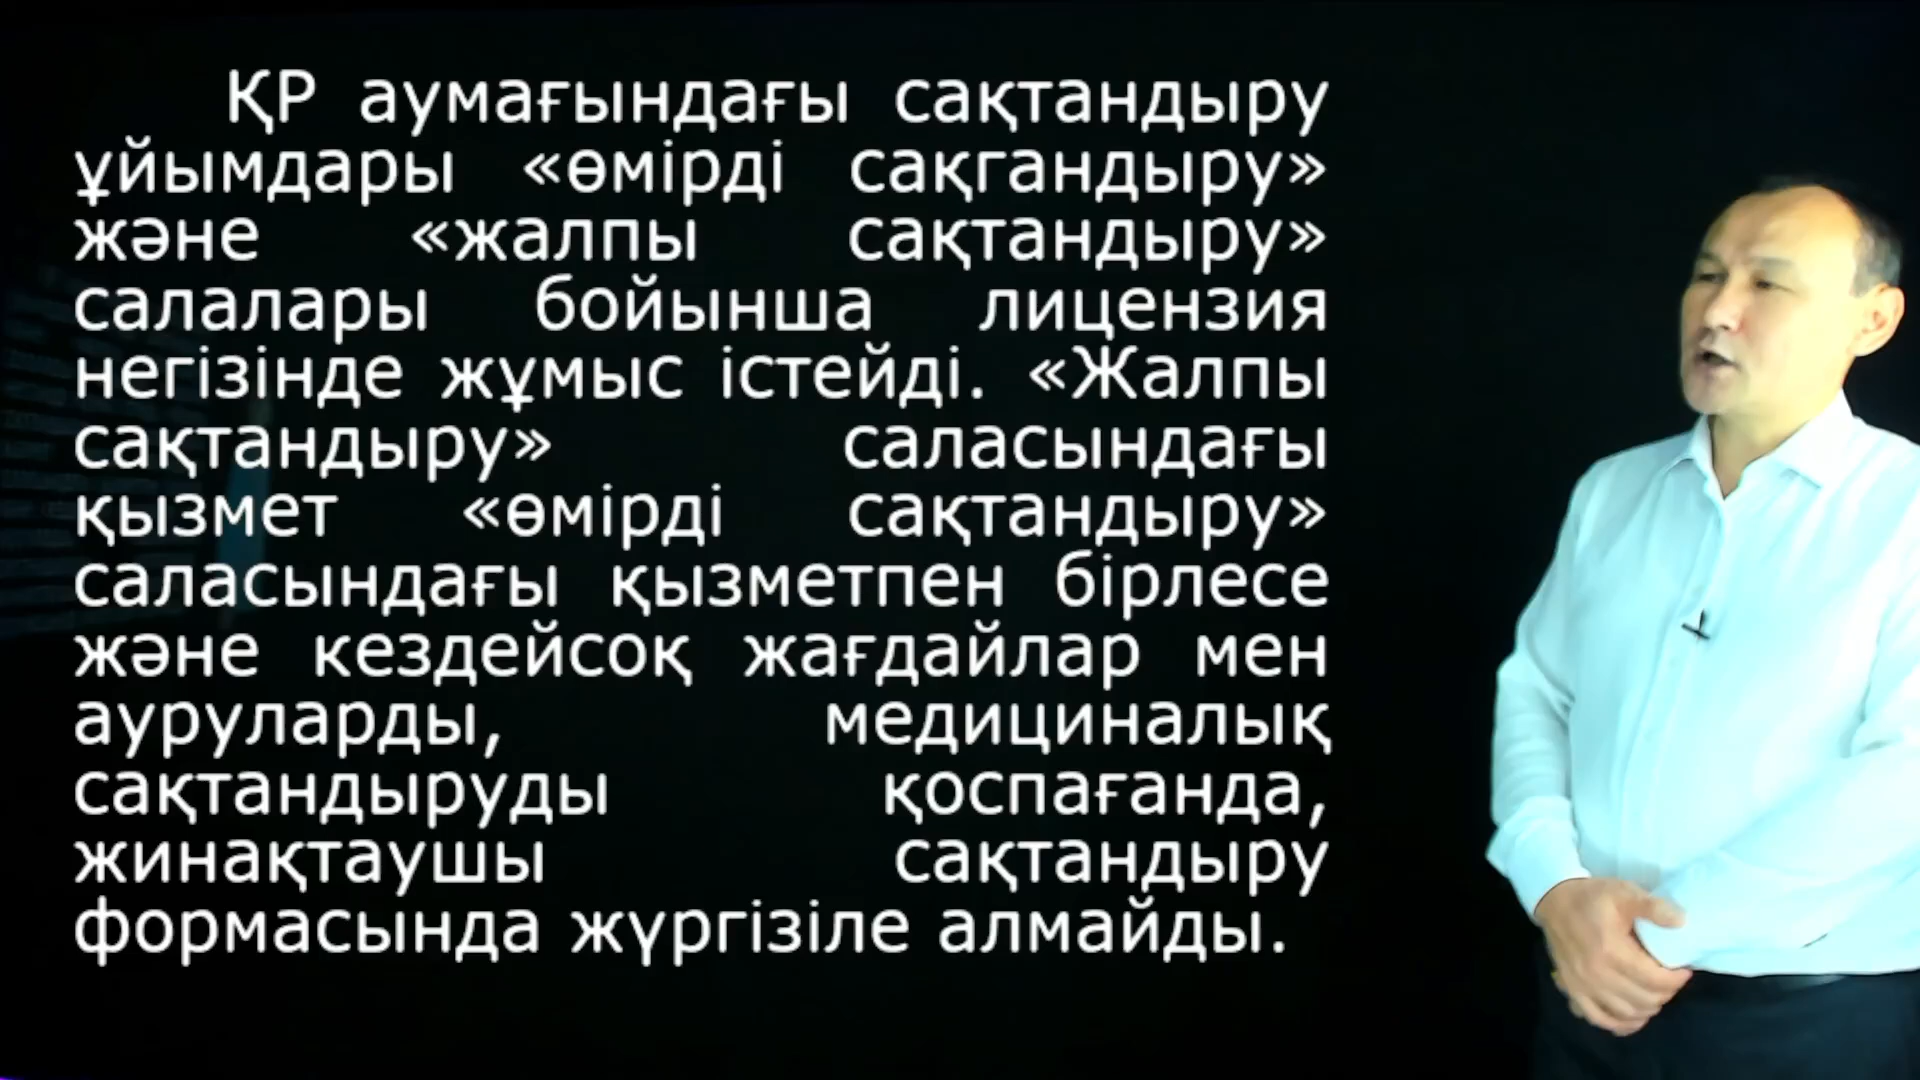 ҚР аумағындағы сақтандыру
ұйымдары «өмірді сақгандыру»
және «жалпы сақтандыру»
салалары бойынша лицензия
негізінде жұмыс істейді. «Жалпы
сақтандыру» саласындағы
қызмет «өмірді сақтандыру»
саласындағы қызметпен бірлесе
және кездейсоқ жағдайлар мен
ауруларды, медициналық
сақтандыруды қоспағанда,
жинақтаушы сақтандыру
формасында жүргізіле алмайды.